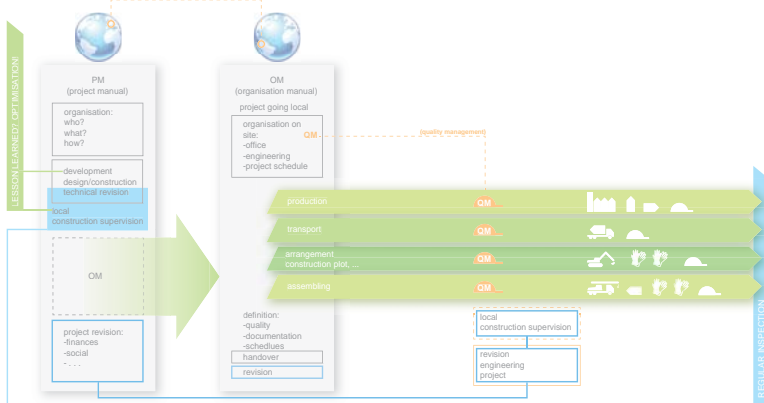 LESSON LEARNED? OPTIMISATION!
PM
(project manual)
organisation:
who?
what?
how?
development
design/construction
technical revision
local
construction supervision
OM
project revision:
-finances
-social
-. . .
OM
(organisation manual)
project going local
organisation on
site:
-office
-engineering
-project schedule
QM
(quality management)
production
QM
transport
QM
arrangement
construction plot, ...
QM
assembling
QM
definition:
-quality
-documentation
-schedlues
handover
revision
local
construction supervision
revision
engineering
project
REGULAR INSPECTION